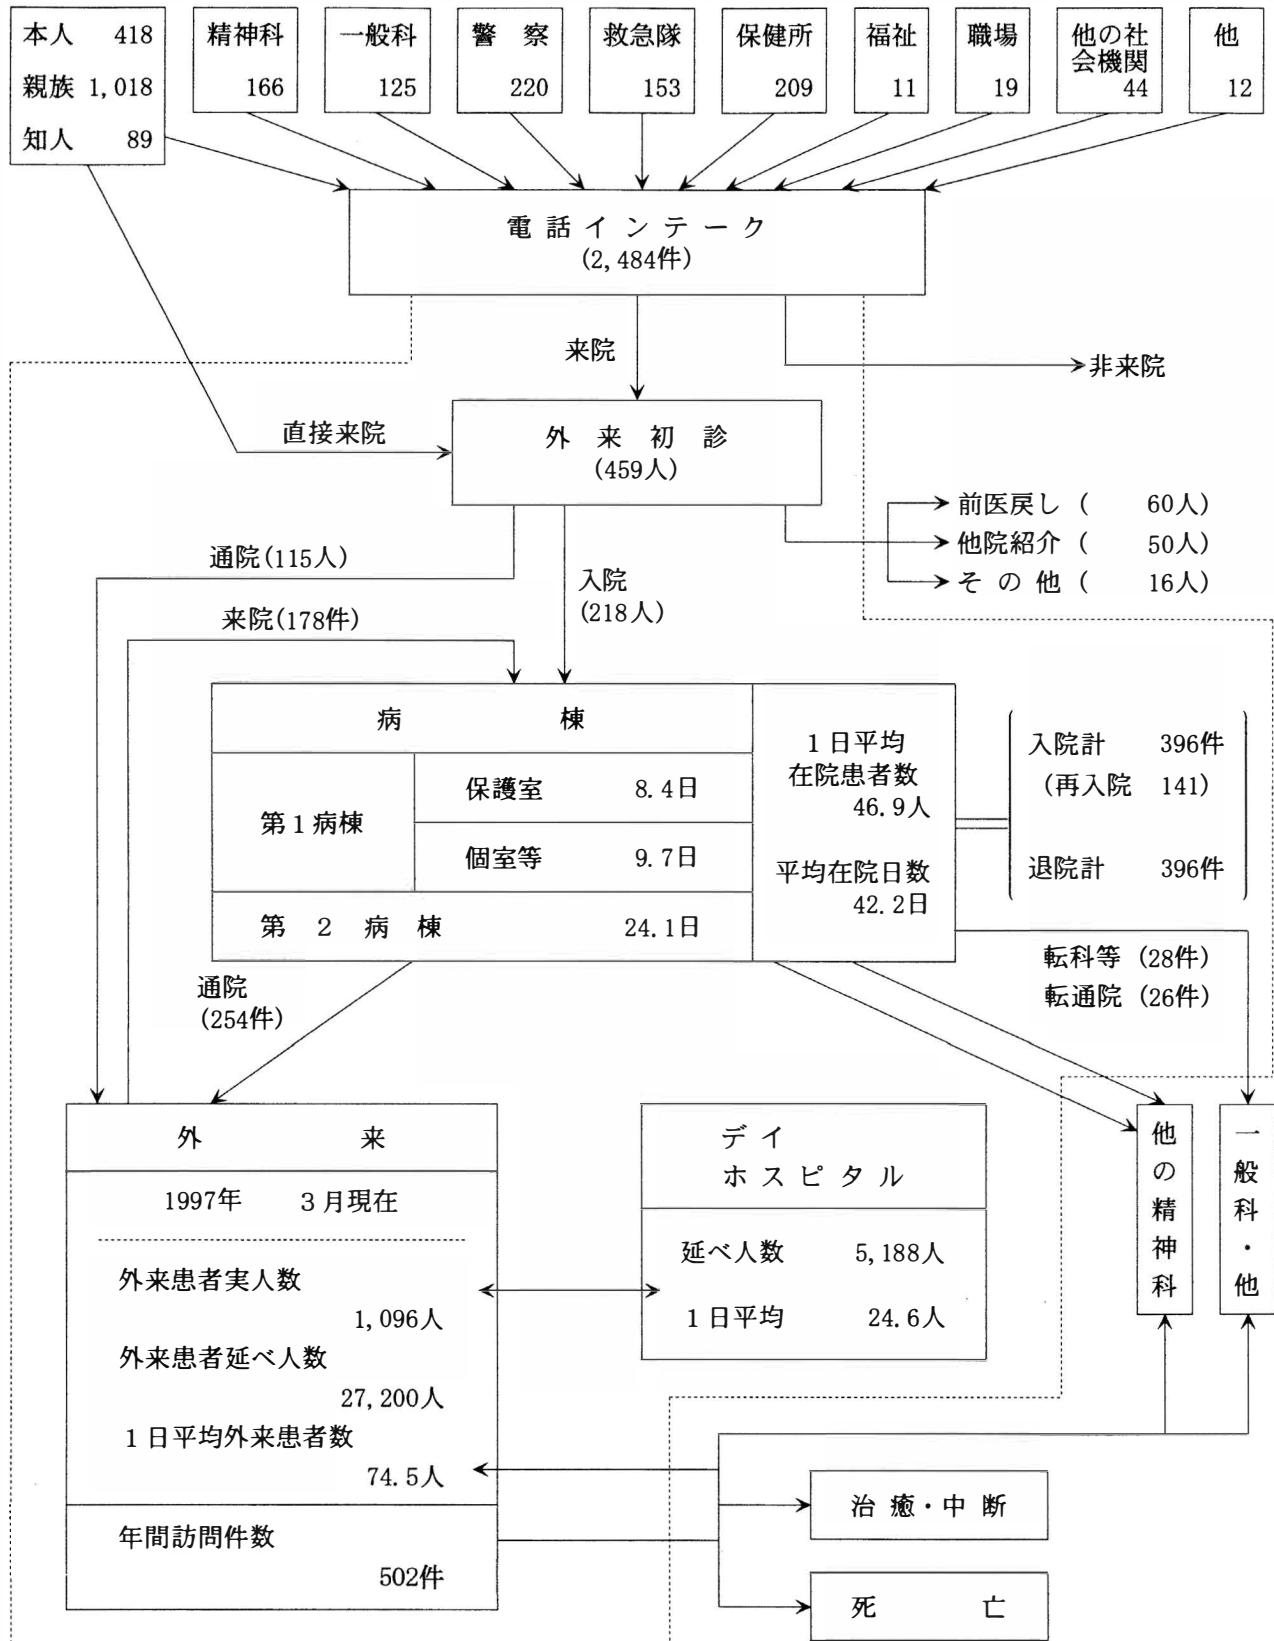 本人 418
親族 1,018
知人 89
精神科
166
一般科
125
警察
220
救急隊
153
保健所
209
福祉
11
職場
19
他の社
会機関
44
他
12
電話インテーク
(2,484件)
来院
非来院
直接来院
外来初診
(459人)
前医戻し ( 60人)
他院紹介 ( 50人)
その他 ( 16人)
通院(115人)
入院
(218人)
来院(178件)
病棟
第1病棟
保護室 8.4日
個室等 9.7日
第2病棟 24.1日
1日平均
在院患者数
46.9人
平均在院日数
42.2日
入院計 396件
(再入院 141)
退院計 396件
転科等 (28件)
転通院 (26件)
通院
(254件)
外来
1997年 3月現在
外来患者実人数
1,096人
外来患者延べ人数
27,200人
1日平均外来患者数
74.5人
年間訪問件数
502件
デイ
ホスピタル
延べ人数 5,188人
1日平均 24.6人
他の精神科
一般科・他
治癒・中断
死亡